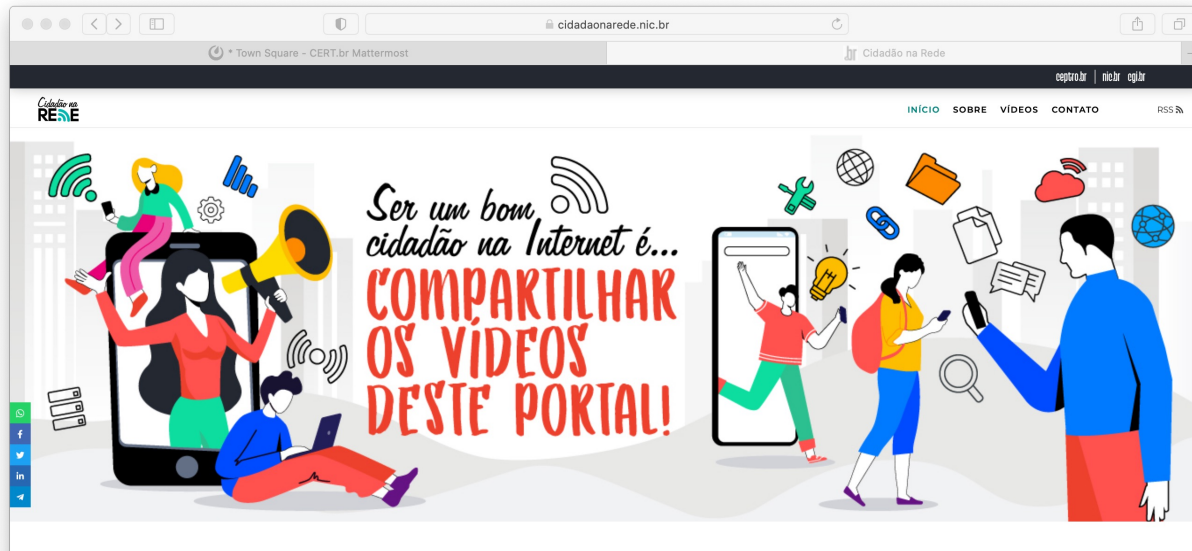 cidadaonarede.nic.br
* Town Square - CERT.br Mattermost
Cidadão na Rede
ceptro.br | nic.br cgi.br
Cidadão na
REDE
INÍCIO SOBRE VÍDEOS CONTATO RSS
Ser um bom
cidadão na Internet é...
COMPARTILHAR
OS VÍDEOS
DESTE PORTAL!